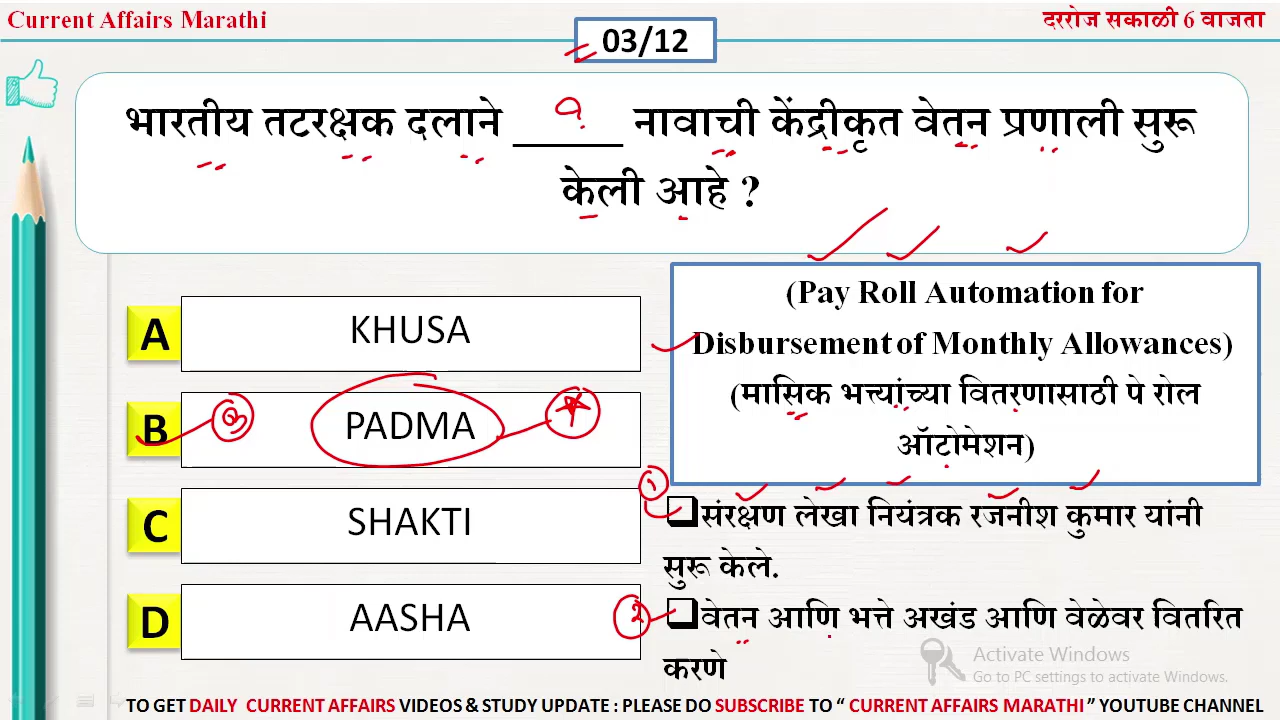 Current Affairs Marathi
दररोज सकाळी 6 वाजता
03/12
भारतीय तटरक्षक दलाने ______ नावाची केंद्रीकृत वेतन प्रणाली सुरू
केली आहे ?
A KHUSA
B PADMA
C SHAKTI
D AASHA
(Pay Roll Automation for
Disbursement of Monthly Allowances)
(मासिक भत्त्यांच्या वितरणासाठी पे रोल
ऑटोमेशन)
१
संरक्षण लेखा नियंत्रक रजनीश कुमार यांनी
सुरू केले.
२
वेतन आणि भत्ते अखंड आणि वेळेवर वितरित
करणे
Activate Windows
Go to PC settings to activate Windows.
TO GET DAILY CURRENT AFFAIRS VIDEOS & STUDY UPDATE : PLEASE DO SUBSCRIBE TO “ CURRENT AFFAIRS MARATHI ” YOUTUBE CHANNEL